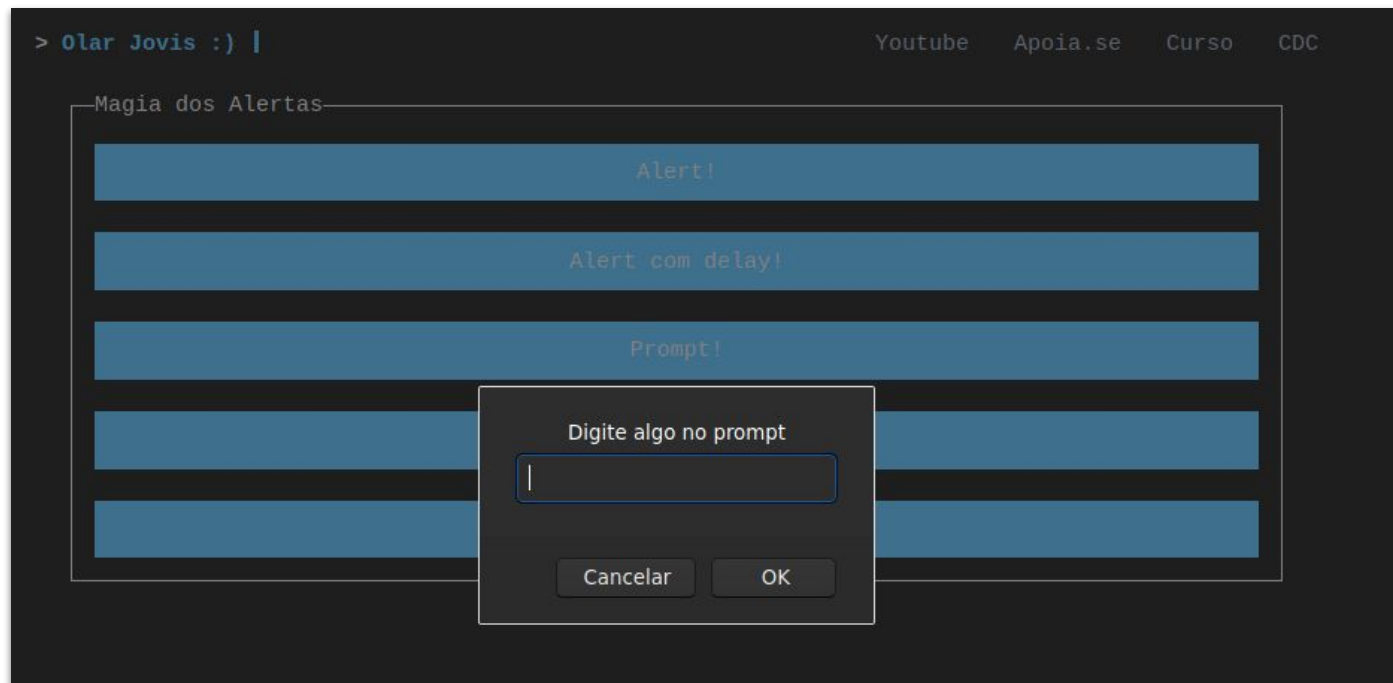 > Olar Jovis :) |
Youtube Apoia.se Curso CDC
Magia dos Alertas
Alert!
Alert com delay!
Prompt!
Digite algo no prompt
Cancelar OK